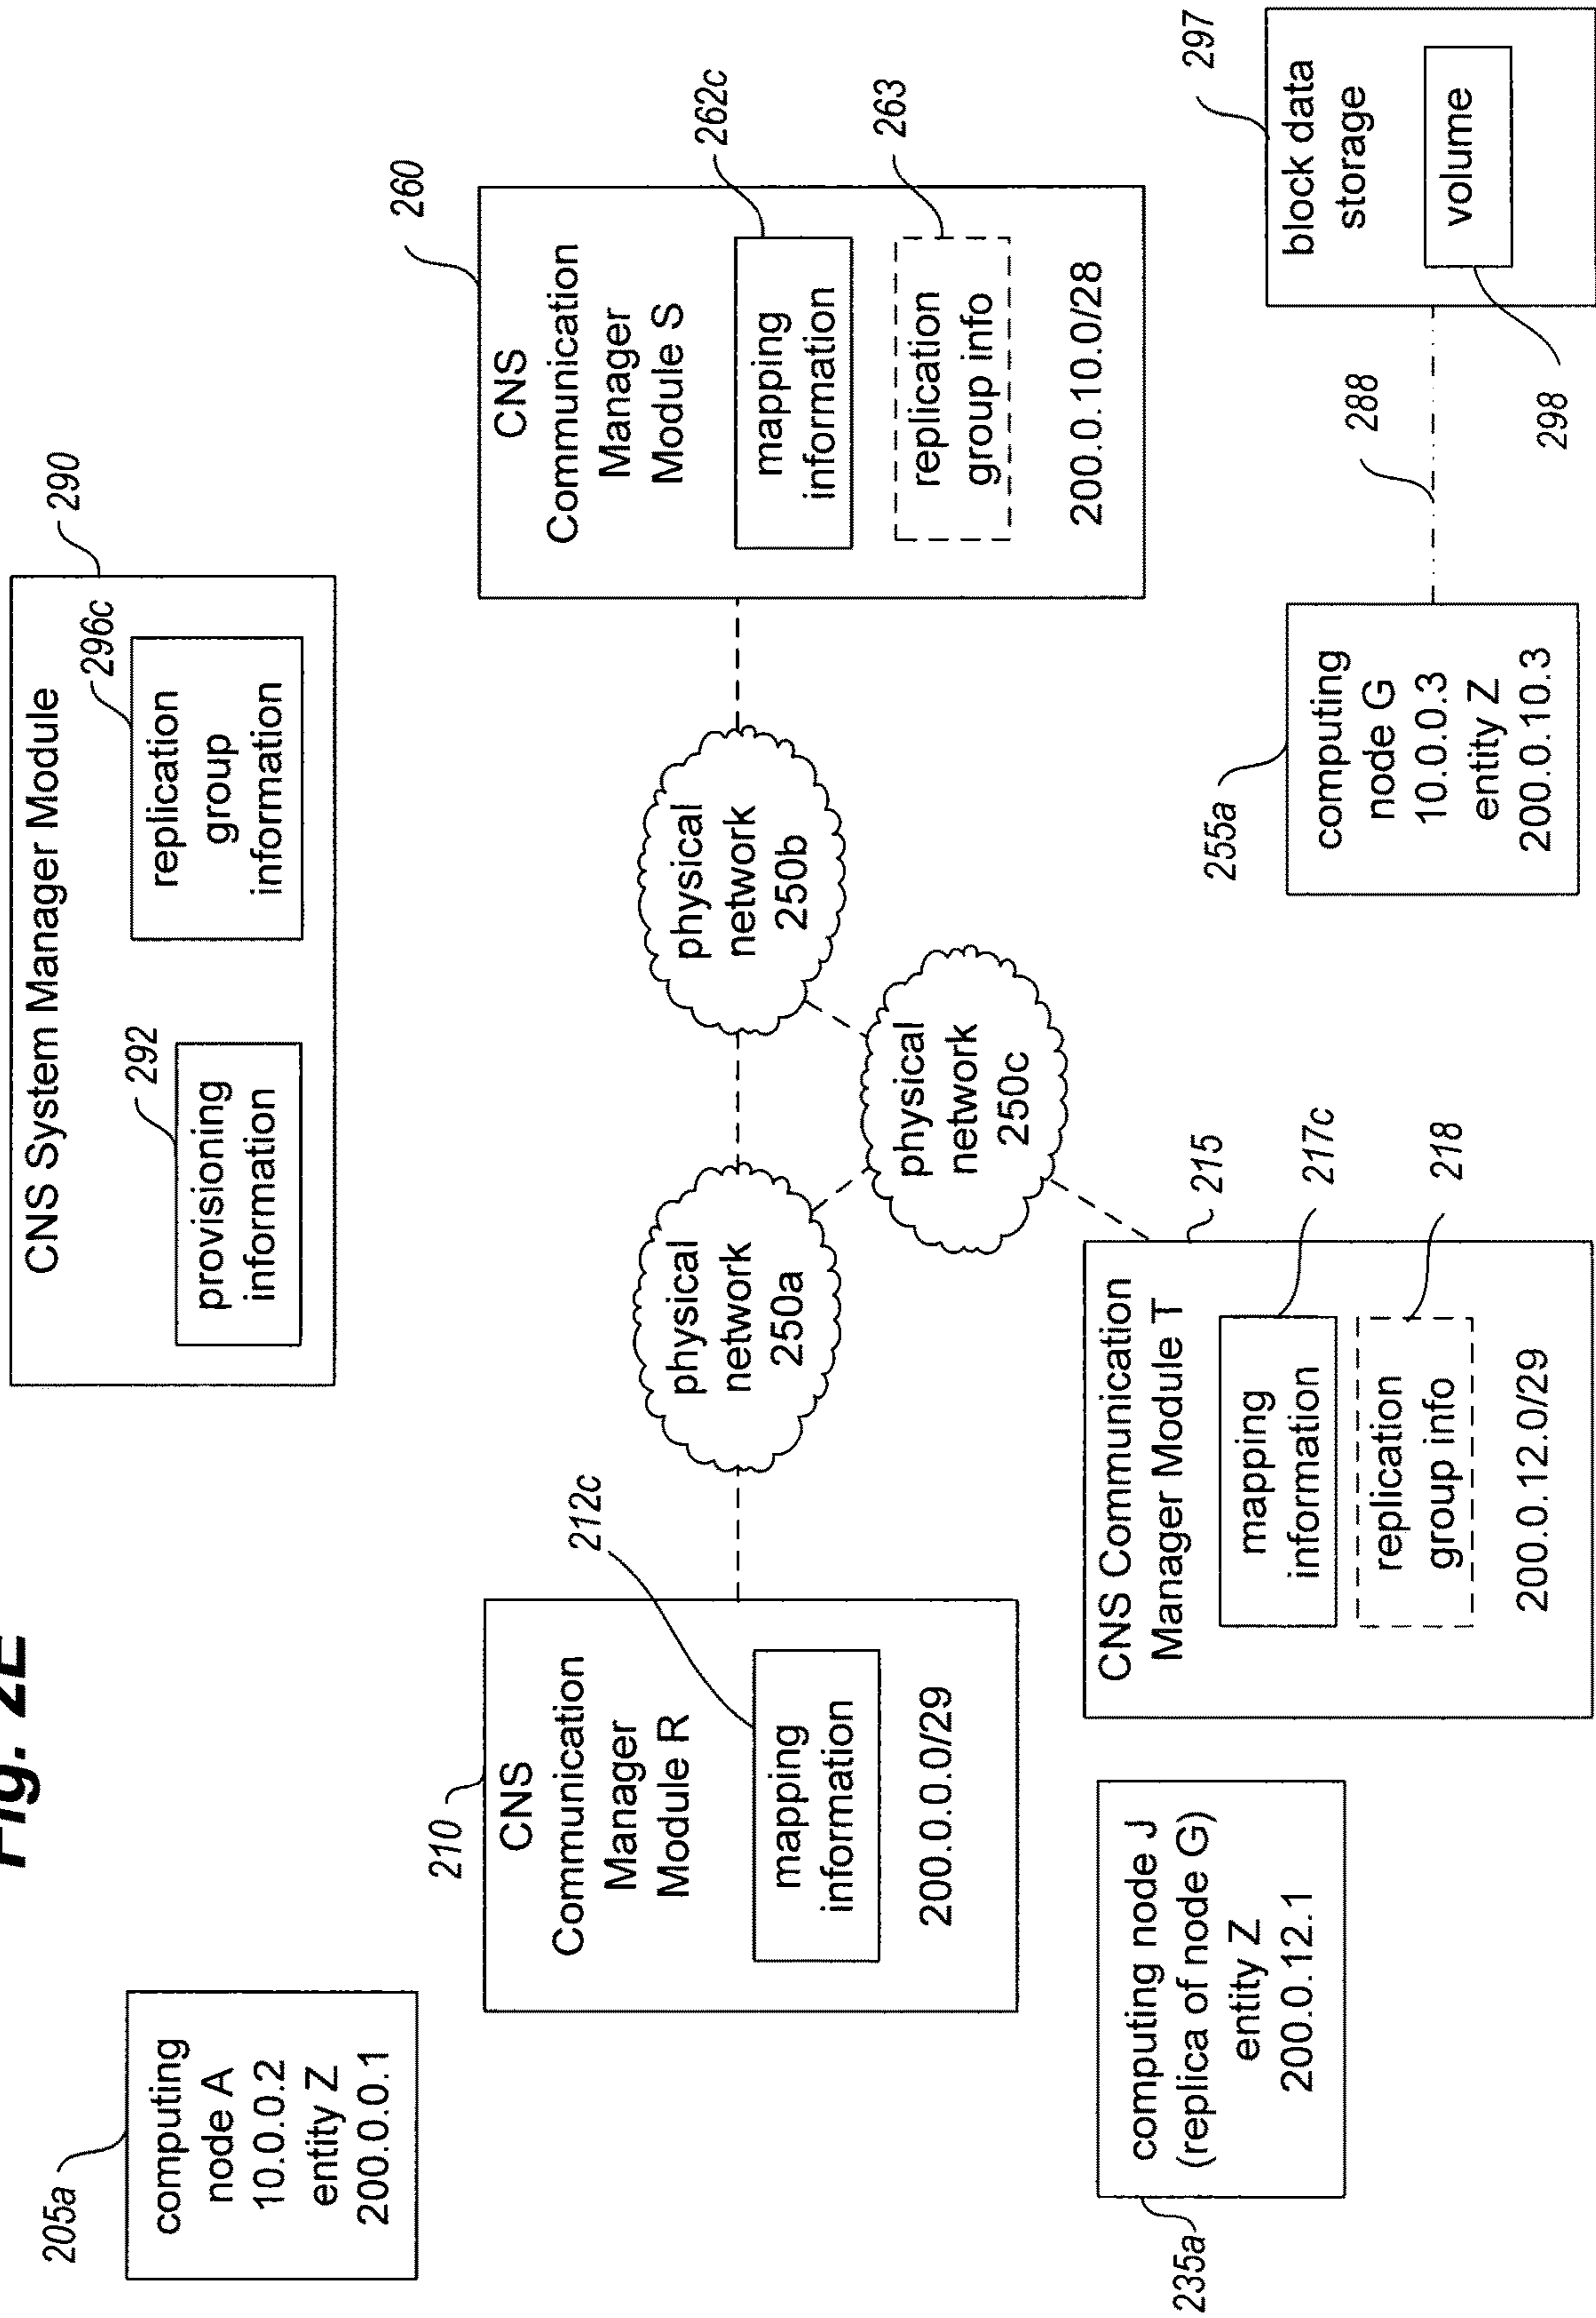 Fig. 2E
205a
computing
node A
10.0.0.2
entity Z
200.0.0.1
CNS System Manager Module
290
292
provisioning
information
296c
replication
group
information
210
CNS
Communication
Manager
Module R
212c
mapping
information
200.0.0.0/29
physical
network
250a
physical
network
250b
physical
network
250c
260
CNS
Communication
Manager
Module S
262c
mapping
information
263
replication
group info
200.0.10.0/28
235a
computing node J
(replica of node G)
entity Z
200.0.12.1
215
CNS Communication
Manager Module T
217c
mapping
information
218
replication
group info
200.0.12.0/29
255a
computing
node G
10.0.0.3
entity Z
200.0.10.3
288
297
block data
storage
volume
298